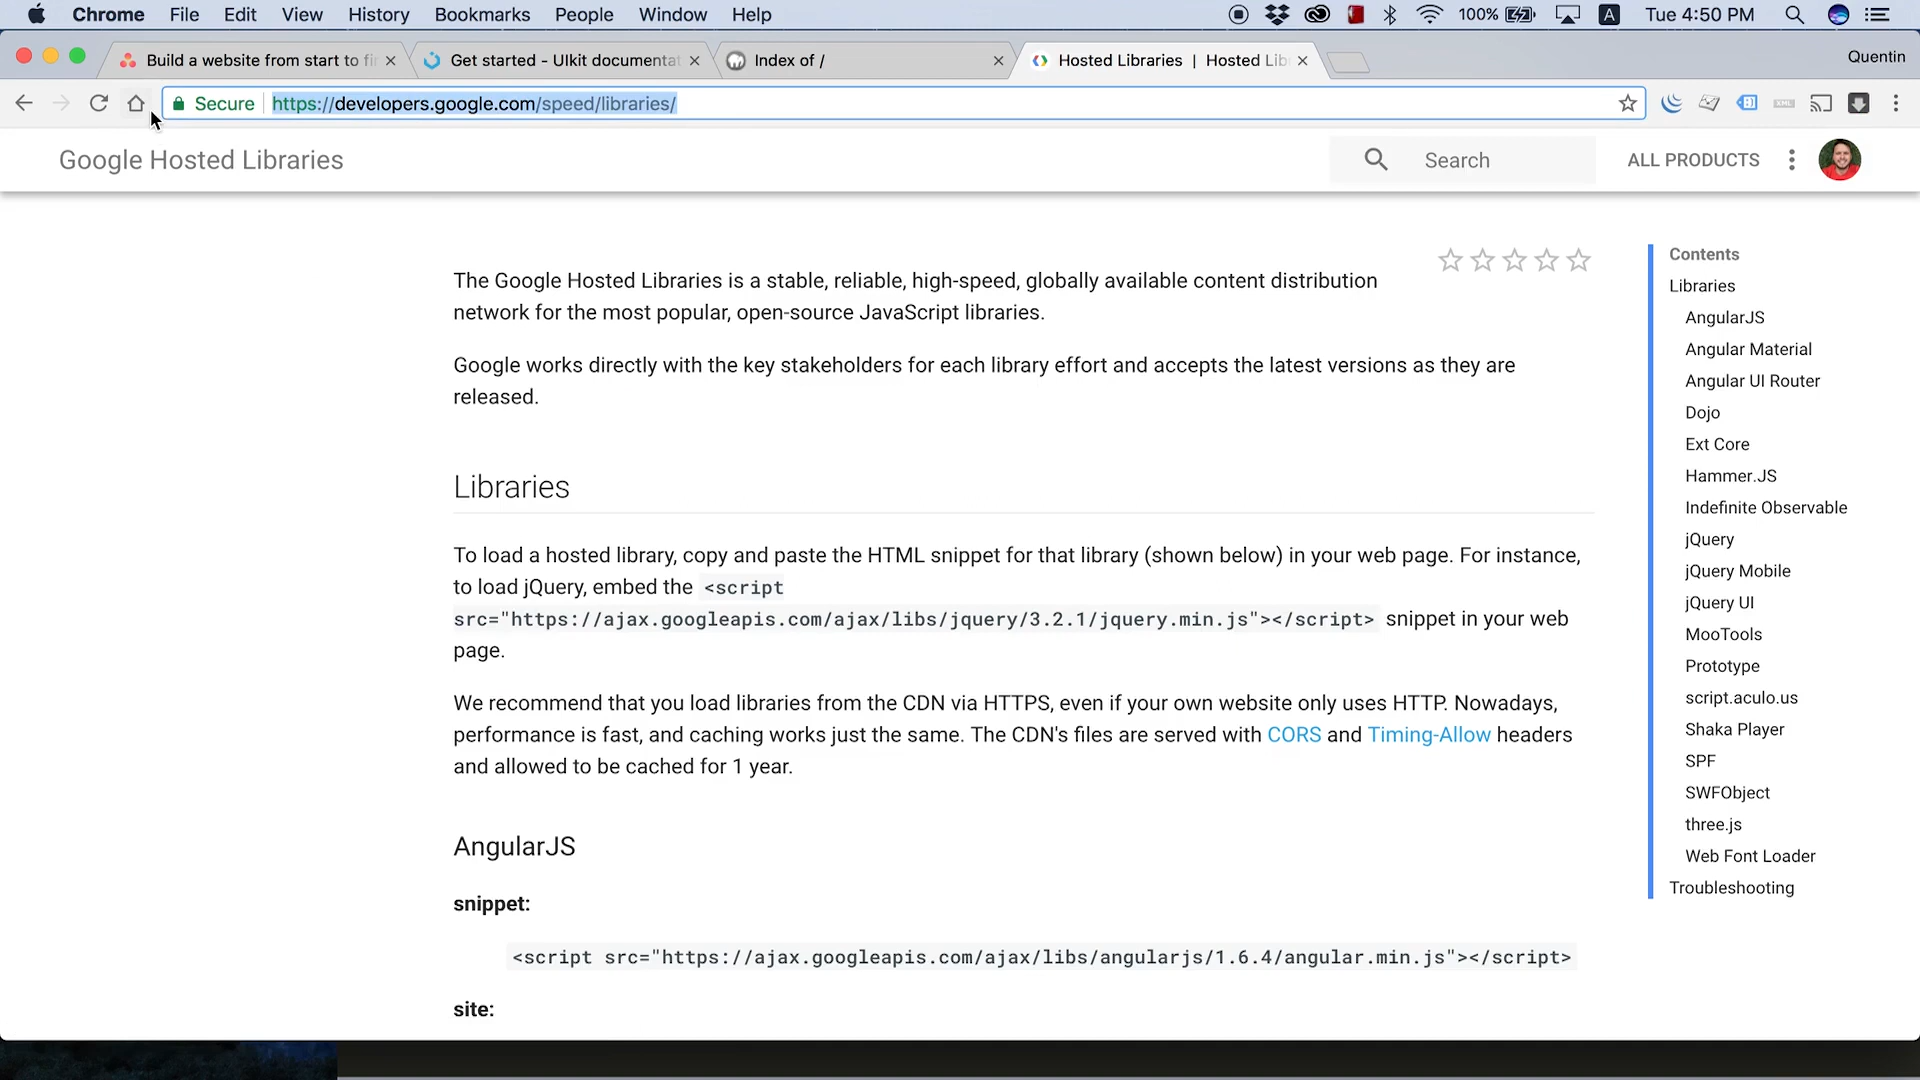 Chrome File Edit View History Bookmarks People Window Help 100% A Tue 4:50 PM
Build a website from start to fi Get started - UIkit documentat Index of / Hosted Libraries | Hosted Lib Quentin
Secure https://developers.google.com/speed/libraries/
Google Hosted Libraries Search ALL PRODUCTS
The Google Hosted Libraries is a stable, reliable, high-speed, globally available content distribution
network for the most popular, open-source JavaScript libraries.
Google works directly with the key stakeholders for each library effort and accepts the latest versions as they are
released.
Libraries
To load a hosted library, copy and paste the HTML snippet for that library (shown below) in your web page. For instance,
to load jQuery, embed the <script
src="https://ajax.googleapis.com/ajax/libs/jquery/3.2.1/jquery.min.js"></script> snippet in your web
page.
We recommend that you load libraries from the CDN via HTTPS, even if your own website only uses HTTP. Nowadays,
performance is fast, and caching works just the same. The CDN's files are served with CORS and Timing-Allow headers
and allowed to be cached for 1 year.
AngularJS
snippet:
<script src="https://ajax.googleapis.com/ajax/libs/angularjs/1.6.4/angular.min.js"></script>
site:
Contents
Libraries
AngularJS
Angular Material
Angular UI Router
Dojo
Ext Core
Hammer.JS
Indefinite Observable
jQuery
jQuery Mobile
jQuery UI
MooTools
Prototype
script.aculo.us
Shaka Player
SPF
SWFObject
three.js
Web Font Loader
Troubleshooting